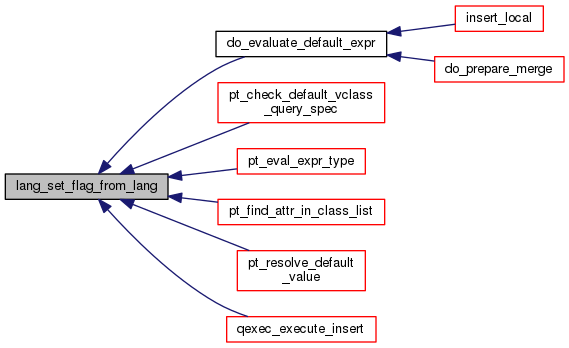 insert_local
do_evaluate_default_expr
do_prepare_merge
pt_check_default_vclass
_query_spec
pt_eval_expr_type
lang_set_flag_from_lang
pt_find_attr_in_class_list
pt_resolve_default
_value
qexec_execute_insert